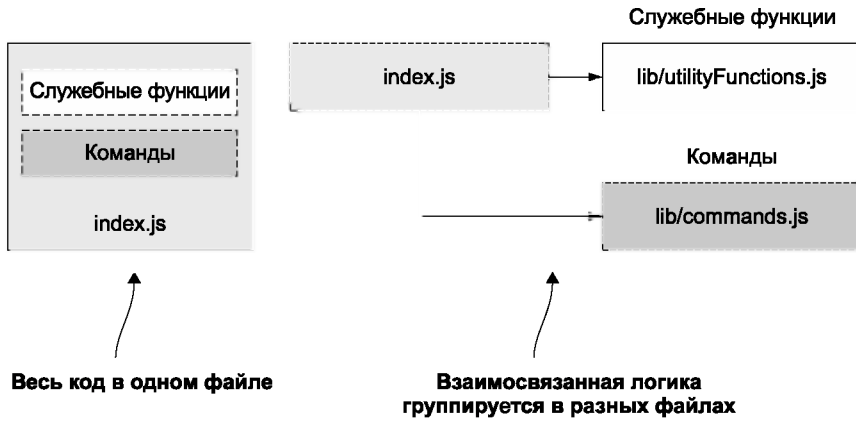 Служебные функции
Команды
index.js
index.js
Служебные функции
lib/utilityFunctions.js
Команды
lib/commands.js
Весь код в одном файле
Взаимосвязанная логика
группируется в разных файлах